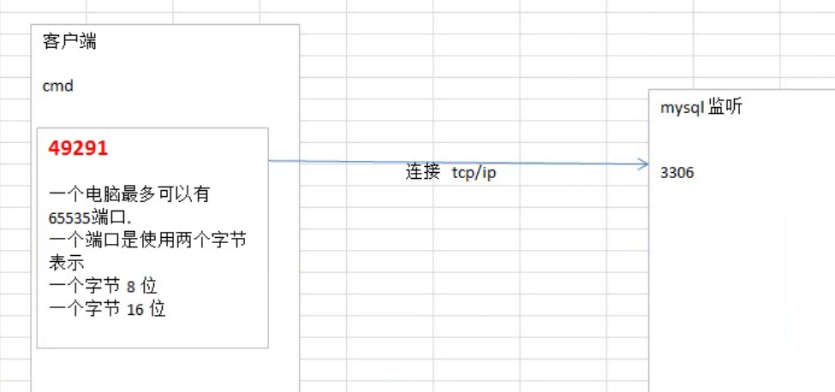 客户端
cmd
49291
一个电脑最多可以有
65535端口.
一个端口是使用两个字节
表示
一个字节 8 位
一个字节 16 位
连接 tcp/ip
mysql 监听
3306